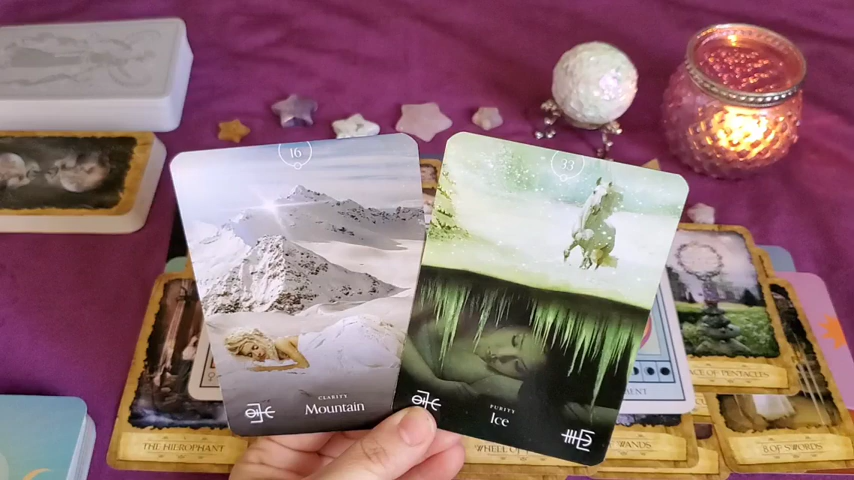 16
33
CLARITY
Mountain
PURITY
Ice
ACE OF PENTACLES
THE HIEROPHANT
WANDS
8 OF SWORDS